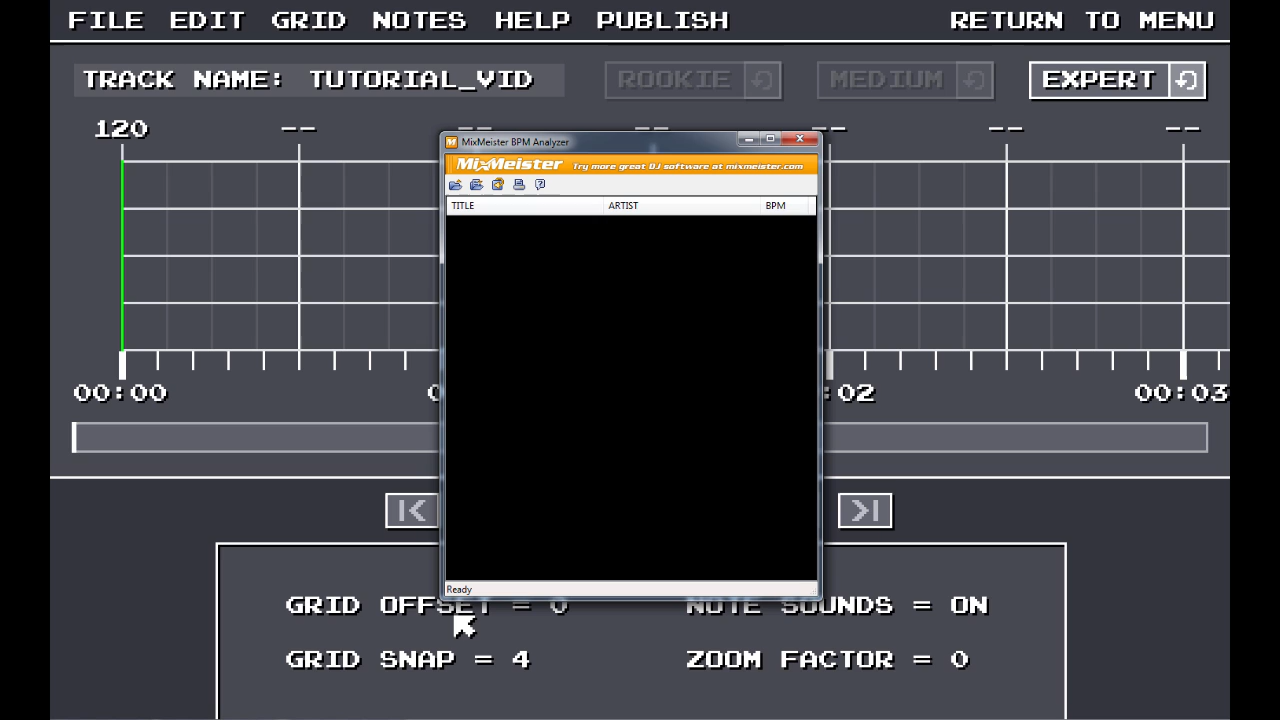 FILE EDIT GRID NOTES HELP PUBLISH RETURN TO MENU
TRACK NAME: TUTORIAL_VID ROOKIE MEDIUM EXPERT
120 -- -- -- -- -- --
MixMeister BPM Analyzer
MixMeister Try more great DJ software at mixmeister.com
TITLE ARTIST BPM
00:00 0 :02 00:03
Ready
GRID OFFSET = 0 NOTE SOUNDS = ON
GRID SNAP = 4 ZOOM FACTOR = 0